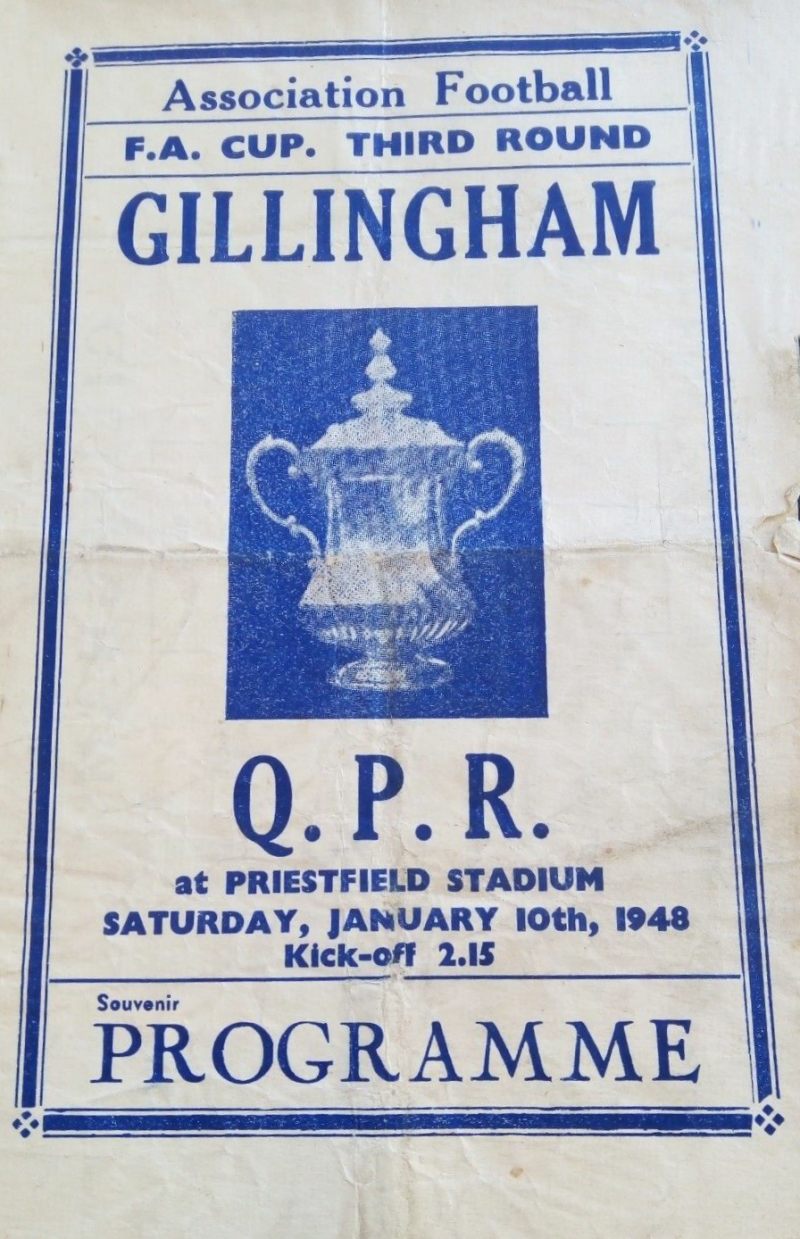 Association Football
F.A. CUP. THIRD ROUND
GILLINGHAM
Q. P. R.
at PRIESTFIELD STADIUM
SATURDAY, JANUARY 10th, 1948
Kick-off 2.15
Souvenir
PROGRAMME